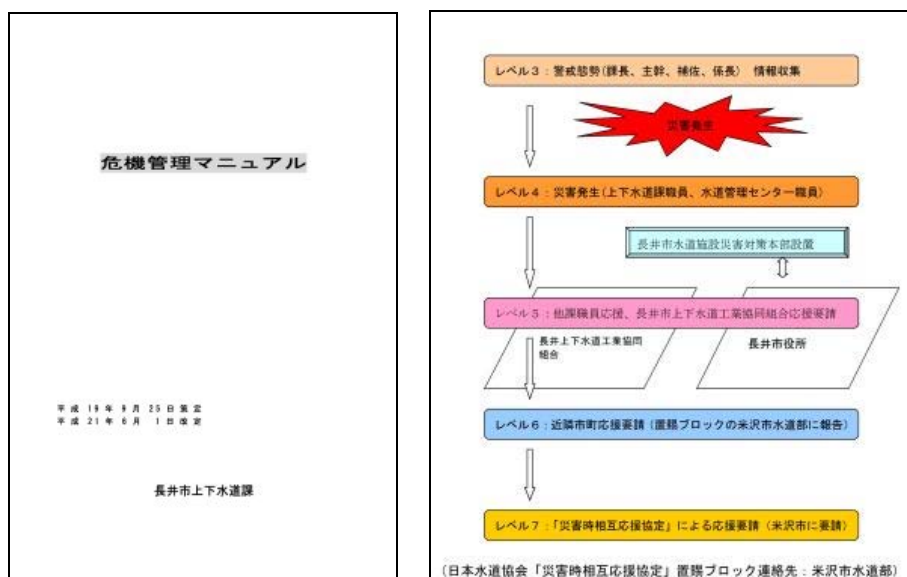 危機管理マニュアル
平成 19年 9月 25日策定
平成 21年 6月 1日改定
長井市上下水道課
レベル3：警戒態勢(課長、主幹、補佐、係長)　情報収集
災害発生
レベル4：災害発生(上下水道課職員、水道管理センター職員)
長井市水道施設災害対策本部設置
レベル5：他課職員応援、長井市上下水道工業協同組合応援要請
長井上下水道工業協同
組合
長井市役所
レベル6：近隣市町応援要請(置賜ブロックの米沢市水道部に報告)
レベル7：「災害時相互応援協定」による応援要請（米沢市に要請）
(日本水道協会「災害時相互応援協定」置賜ブロック連絡先：米沢市水道部)